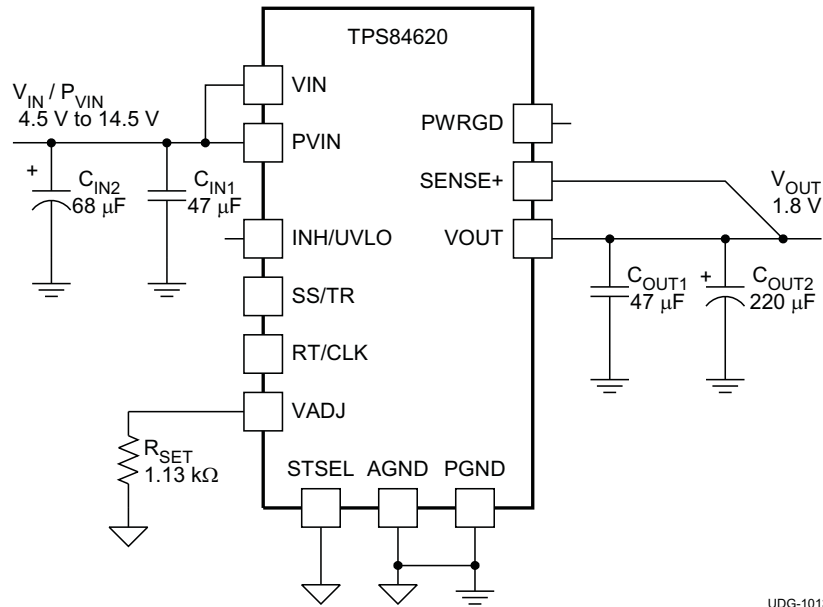 TPS84620
VIN
V_IN / P_VIN
4.5 V to 14.5 V
PWRGD
PVIN
+
C_IN2
68 µF
C_IN1
47 µF
SENSE+
V_OUT
1.8 V
INH/UVLO
VOUT
C_OUT1
47 µF
+
C_OUT2
220 µF
SS/TR
RT/CLK
VADJ
R_SET
1.13 kΩ
STSEL
AGND
PGND